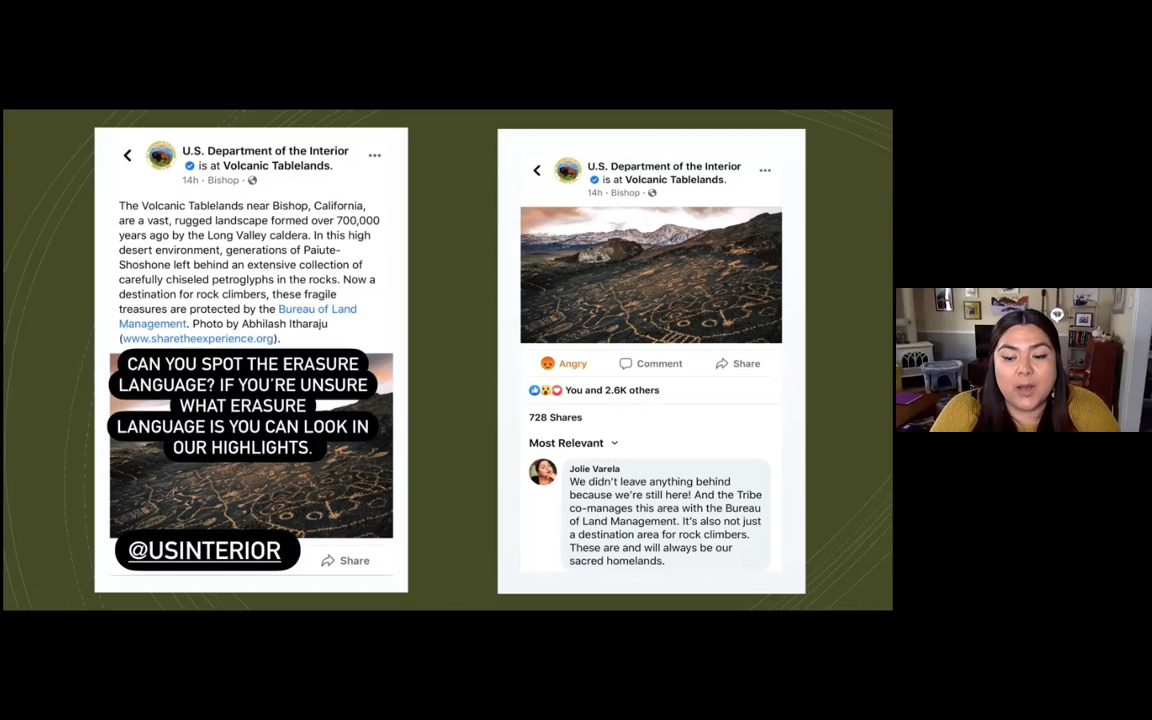 U.S. Department of the Interior
is at Volcanic Tablelands.
14h · Bishop ·
The Volcanic Tablelands near Bishop, California,
are a vast, rugged landscape formed over 700,000
years ago by the Long Valley caldera. In this high
desert environment, generations of Paiute-
Shoshone left behind an extensive collection of
carefully chiseled petroglyphs in the rocks. Now a
destination for rock climbers, these fragile
treasures are protected by the Bureau of Land
Management. Photo by Abhilash Itharaju
(www.sharetheexperience.org).
CAN YOU SPOT THE ERASURE
LANGUAGE? IF YOU'RE UNSURE
WHAT ERASURE
LANGUAGE IS YOU CAN LOOK IN
OUR HIGHLIGHTS.
@USINTERIOR
Share
U.S. Department of the Interior
is at Volcanic Tablelands.
14h · Bishop ·
Angry
Comment
Share
You and 2.6K others
728 Shares
Most Relevant
Jolie Varela
We didn't leave anything behind
because we're still here! And the Tribe
co-manages this area with the Bureau
of Land Management. It's also not just
a destination area for rock climbers.
These are and will always be our
sacred homelands.